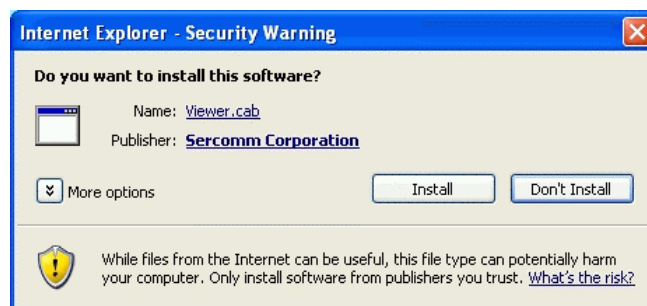 Internet Explorer - Security Warning
Do you want to install this software?
Name: Viewer.cab
Publisher: Sercomm Corporation
More options
Install
Don't Install
While files from the Internet can be useful, this file type can potentially harm
your computer. Only install software from publishers you trust. What's the risk?